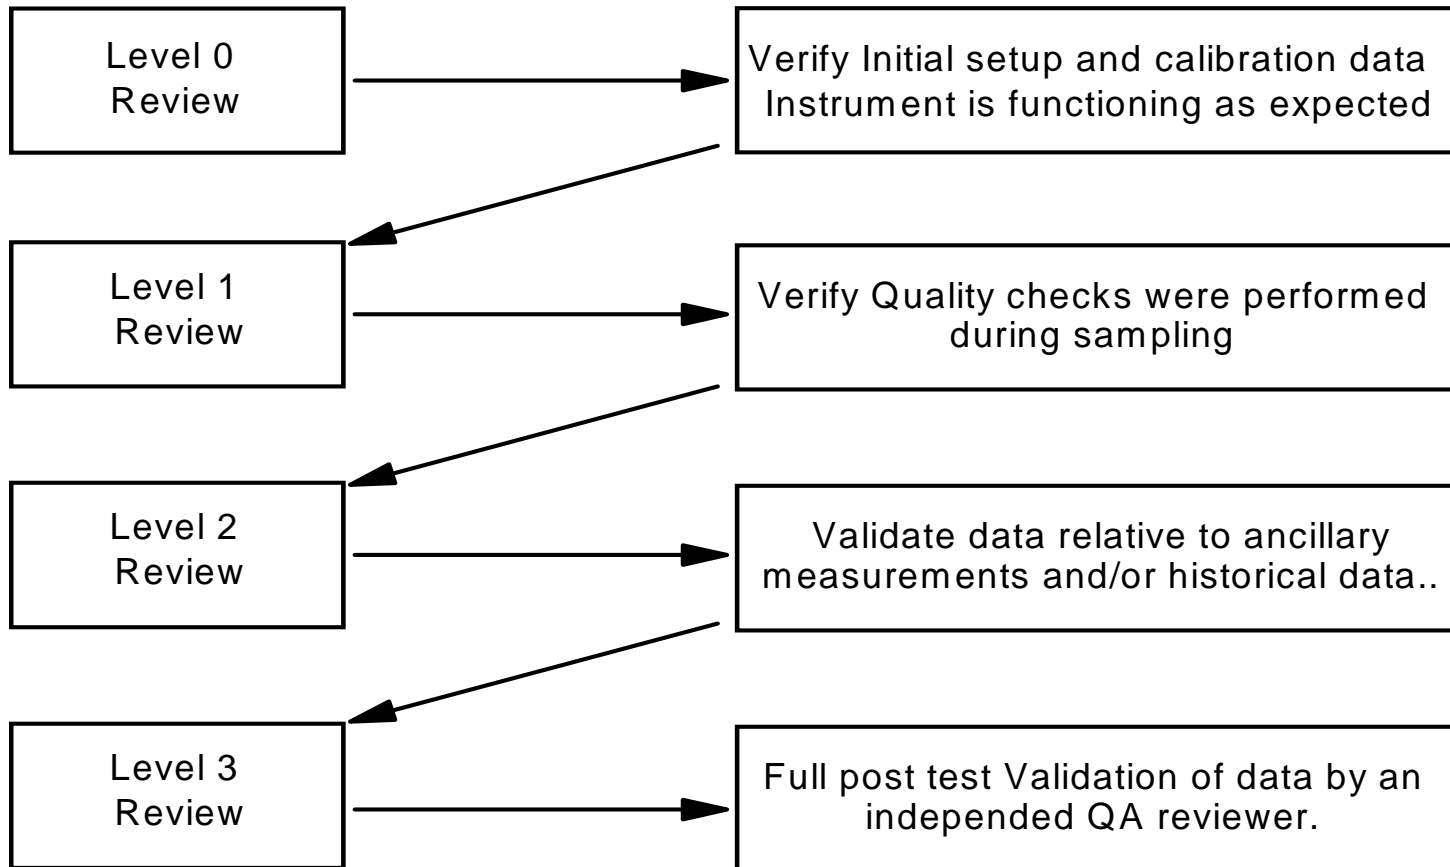 Level 0
Review
Verify Initial setup and calibration data
Instrument is functioning as expected
Level 1
Review
Verify Quality checks were performed
during sampling
Level 2
Review
Validate data relative to ancillary
measurements and/or historical data..
Level 3
Review
Full post test Validation of data by an
independed QA reviewer.